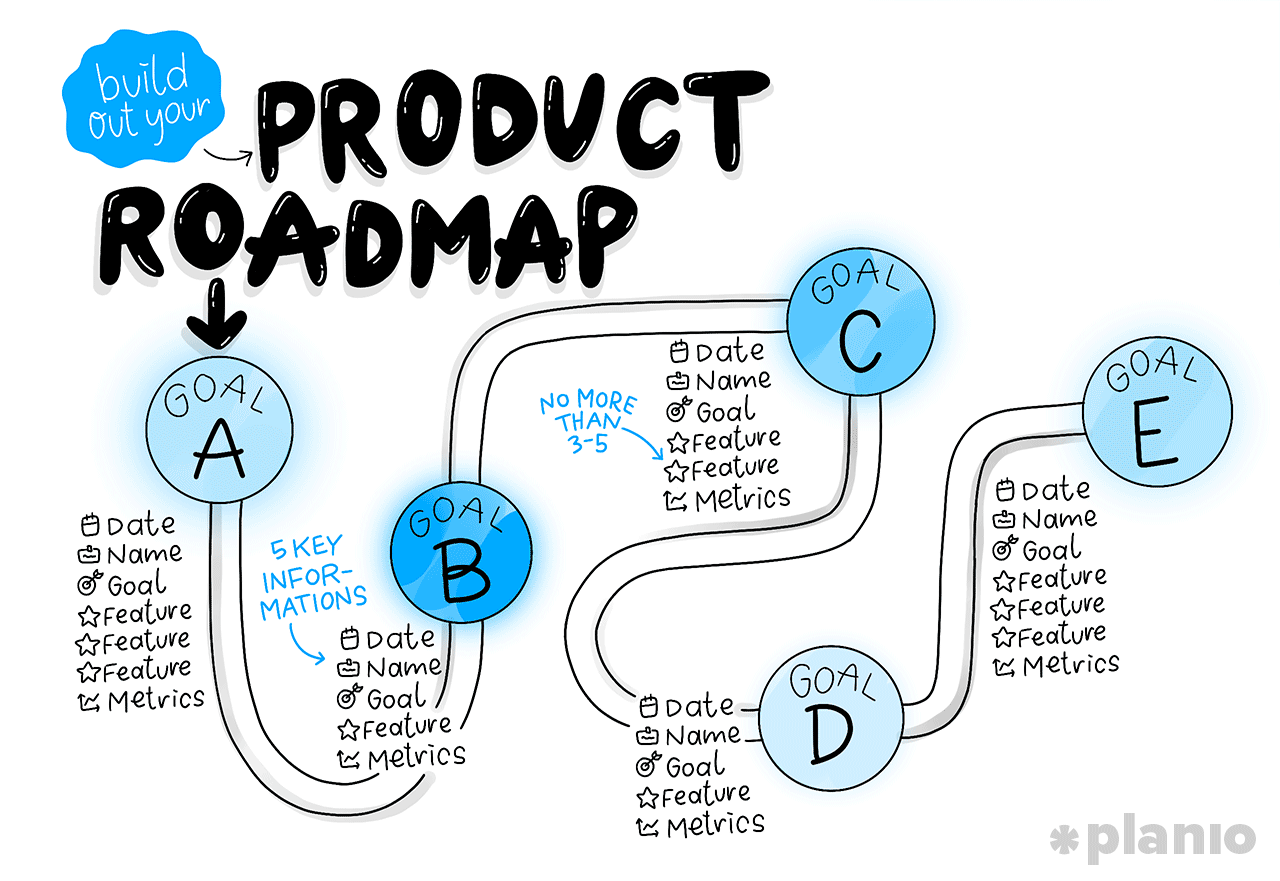 build
out your
PRODUCT
ROADMAP
GOAL
A
Date
Name
Goal
Feature
Feature
Feature
Metrics
5 KEY
INFOR-
MATIONS
GOAL
B
Date
Name
Goal
Feature
Metrics
GOAL
C
NO MORE
THAN
3-5
Date
Name
Goal
Feature
Feature
Metrics
GOAL
D
Date
Name
Goal
Feature
Metrics
GOAL
E
Date
Name
Goal
Feature
Feature
Feature
Metrics
planio